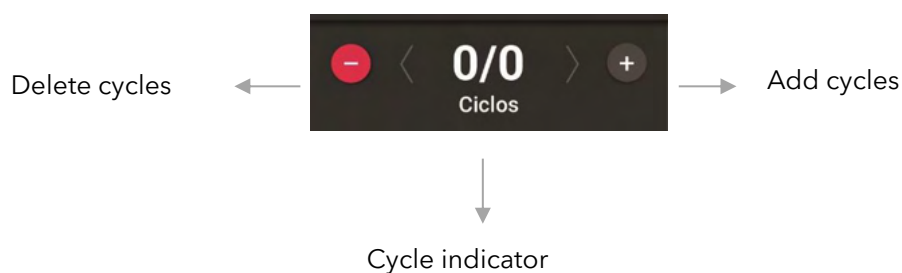 Delete cycles
0/0
Ciclos
Add cycles
Cycle indicator